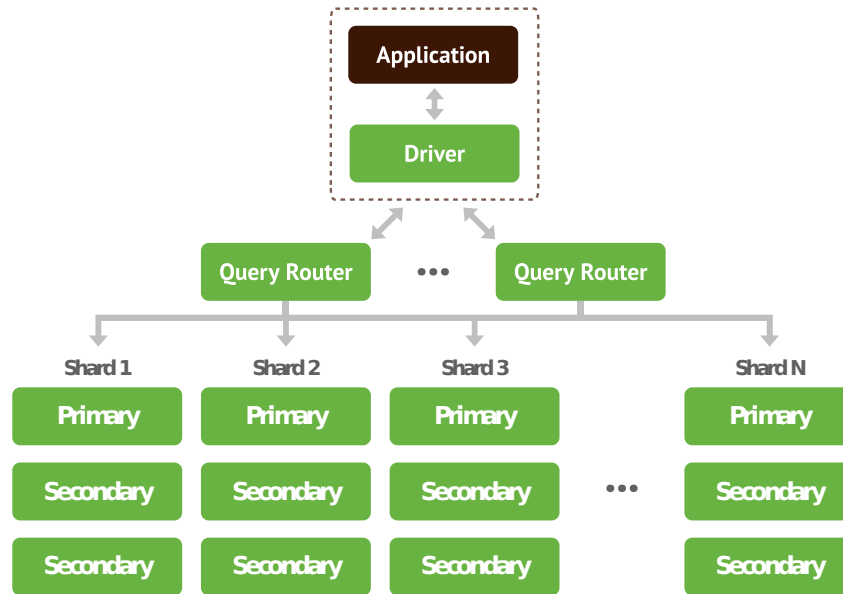 Application
Driver
Query Router ••• Query Router
Shard 1 Shard 2 Shard 3 Shard N
Primary Primary Primary Primary
Secondary Secondary Secondary ••• Secondary
Secondary Secondary Secondary Secondary